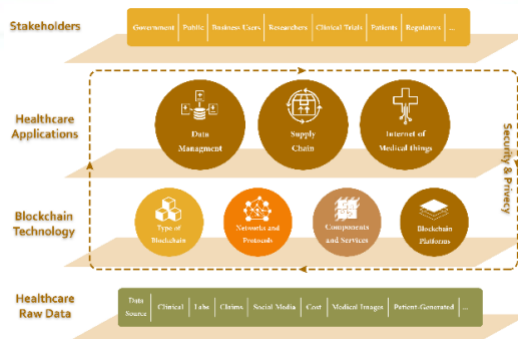 Stakeholders
Government | Public | Business Users | Researchers | Clinical Trials | Patients | Regulators | ...
Healthcare
Applications
Data
Managment
Supply
Chain
Internet of
Medical things
Security & Privacy
Blockchain
Technology
Type of
Blockchain
Networks and
Protocols
Components
and Services
Blockchain
Platforms
Healthcare
Raw Data
Data
Source | Clinical | Labs | Claims | Social Media | Cost | Medical Images | Patient-Generated | ...